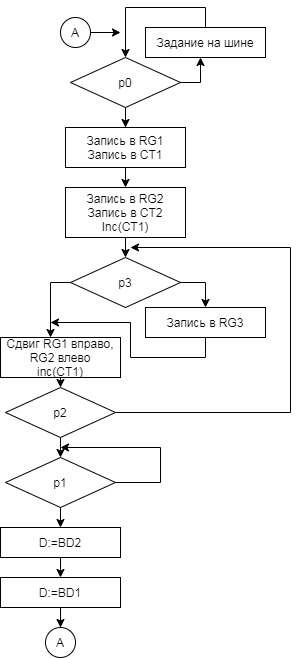 A
Задание на шине
p0
Запись в RG1
Запись в CT1
Запись в RG2
Запись в CT2
Inc(CT1)
p3
Запись в RG3
Сдвиг RG1 вправо,
RG2 влево
inc(CT1)
p2
p1
D:=BD2
D:=BD1
A